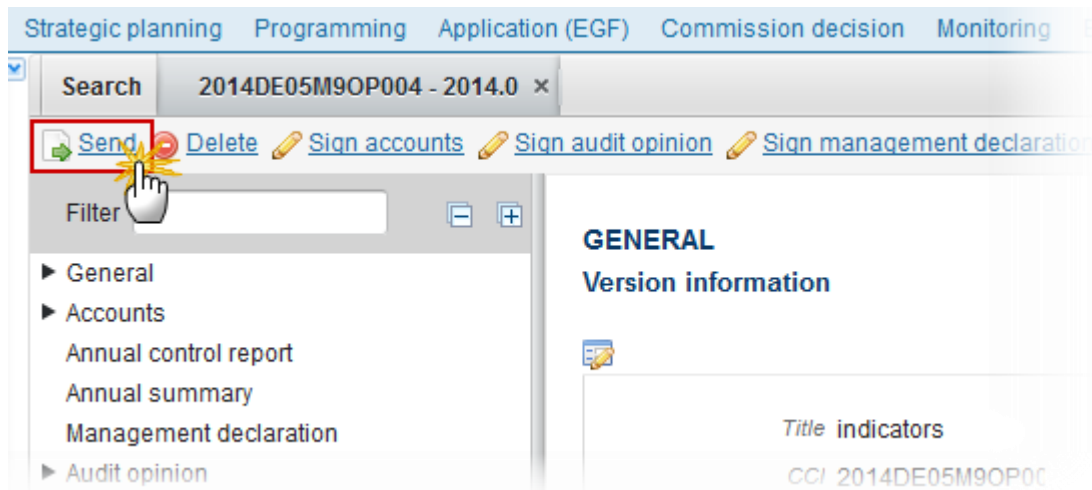 Strategic planning Programming Application (EGF) Commission decision Monitoring
Search 2014DE05M9OP004 - 2014.0 ×
Send Delete Sign accounts Sign audit opinion Sign management declaration
Filter
GENERAL
General
Version information
Accounts
Annual control report
Annual summary
Management declaration
Title indicators
Audit opinion
CCI 2014DE05M9OP00